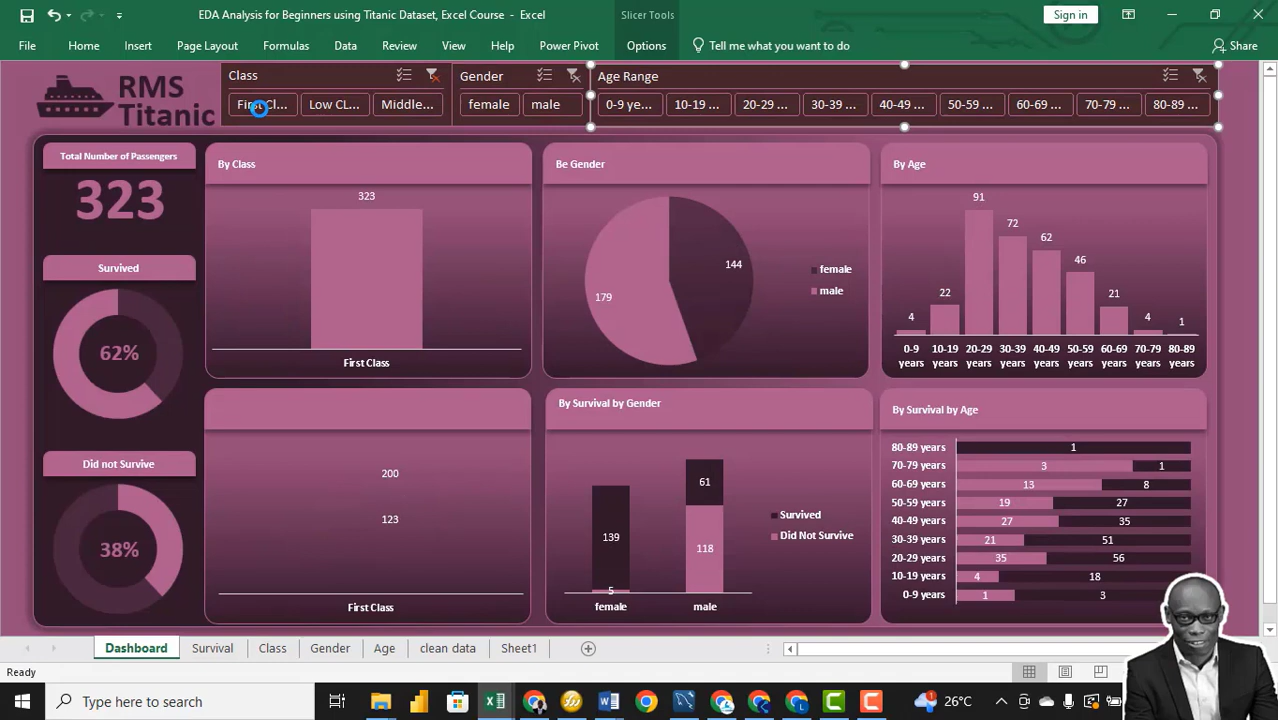 EDA Analysis for Beginners using Titanic Dataset, Excel Course - Excel
Slicer Tools
Sign in
File Home Insert Page Layout Formulas Data Review View Help Power Pivot Options Tell me what you want to do Share
RMS
Titanic
Class
First Cl... Low CL... Middle...
Gender
female male
Age Range
0-9 ye... 10-19 ... 20-29 ... 30-39 ... 40-49 ... 50-59 ... 60-69 ... 70-79 ... 80-89 ...
Total Number of Passengers
323
Survived
62%
Did not Survive
38%
By Class
323
First Class
Be Gender
144
179
female
male
By Age
4 22 91 72 62 46 21 4 1
0-9 10-19 20-29 30-39 40-49 50-59 60-69 70-79 80-89
years years years years years years years years years
200
123
First Class
By Survival by Gender
61
139
118
5
female male
Survived
Did Not Survive
By Survival by Age
80-89 years 1
70-79 years 3 1
60-69 years 13 8
50-59 years 19 27
40-49 years 27 35
30-39 years 21 51
20-29 years 35 56
10-19 years 4 18
0-9 years 1 3
Dashboard Survival Class Gender Age clean data Sheet1
Ready
Type here to search
1
26°C